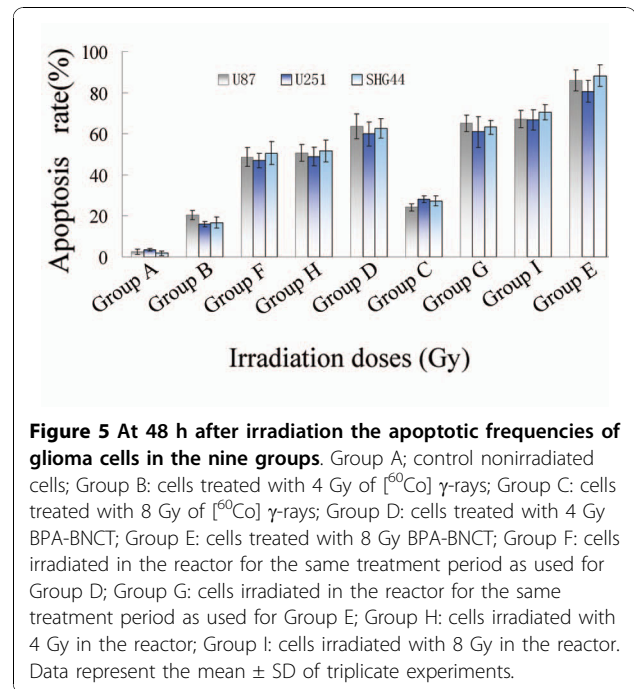 100
80
60
40
20
0
Apoptosis rate(%)
U87 U251 SHG44
Group A Group B Group F Group H Group D Group C Group G Group I Group E
Irradiation doses (Gy)
Figure 5 At 48 h after irradiation the apoptotic frequencies of
glioma cells in the nine groups. Group A; control nonirradiated
cells; Group B: cells treated with 4 Gy of [⁶⁰Co] γ-rays; Group C: cells
treated with 8 Gy of [⁶⁰Co] γ-rays; Group D: cells treated with 4 Gy
BPA-BNCT; Group E: cells treated with 8 Gy BPA-BNCT; Group F: cells
irradiated in the reactor for the same treatment period as used for
Group D; Group G: cells irradiated in the reactor for the same
treatment period as used for Group E; Group H: cells irradiated with
4 Gy in the reactor; Group I: cells irradiated with 8 Gy in the reactor.
Data represent the mean ± SD of triplicate experiments.